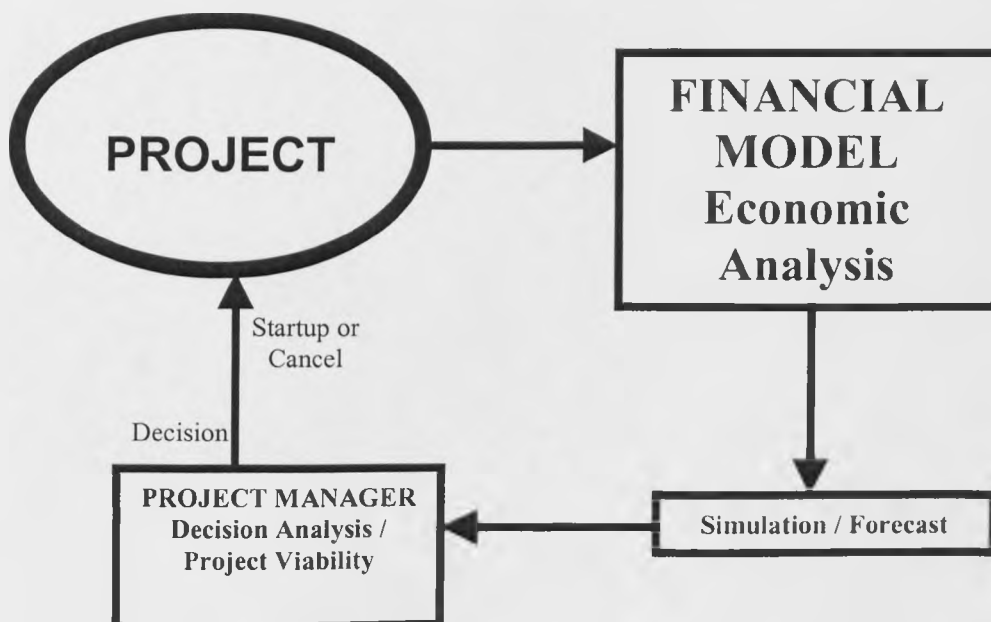 PROJECT
FINANCIAL
MODEL
Economic
Analysis
Startup or
Cancel
Decision
PROJECT MANAGER
Decision Analysis /
Project Viability
Simulation / Forecast